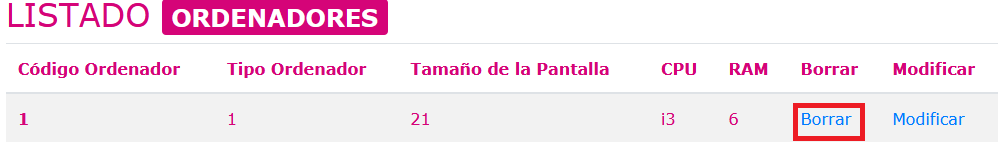 LISTADO ORDENADORES
Código Ordenador Tipo Ordenador Tamaño de la Pantalla CPU RAM Borrar Modificar
1 1 21 i3 6 Borrar Modificar